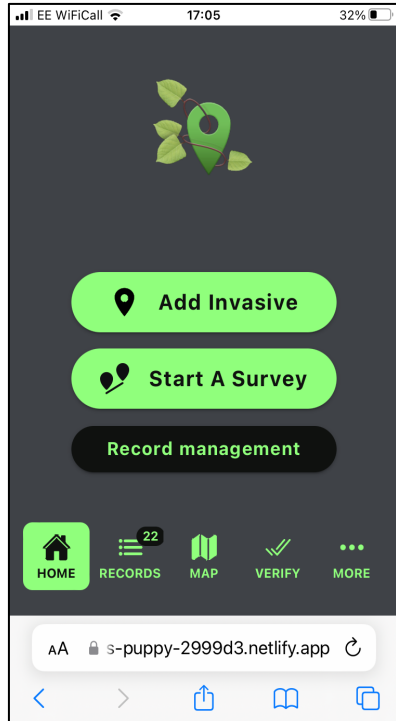 EE WiFiCall 17:05 32%
Add Invasive
Start A Survey
Record management
22
HOME RECORDS MAP VERIFY MORE
AA s-puppy-2999d3.netlify.app